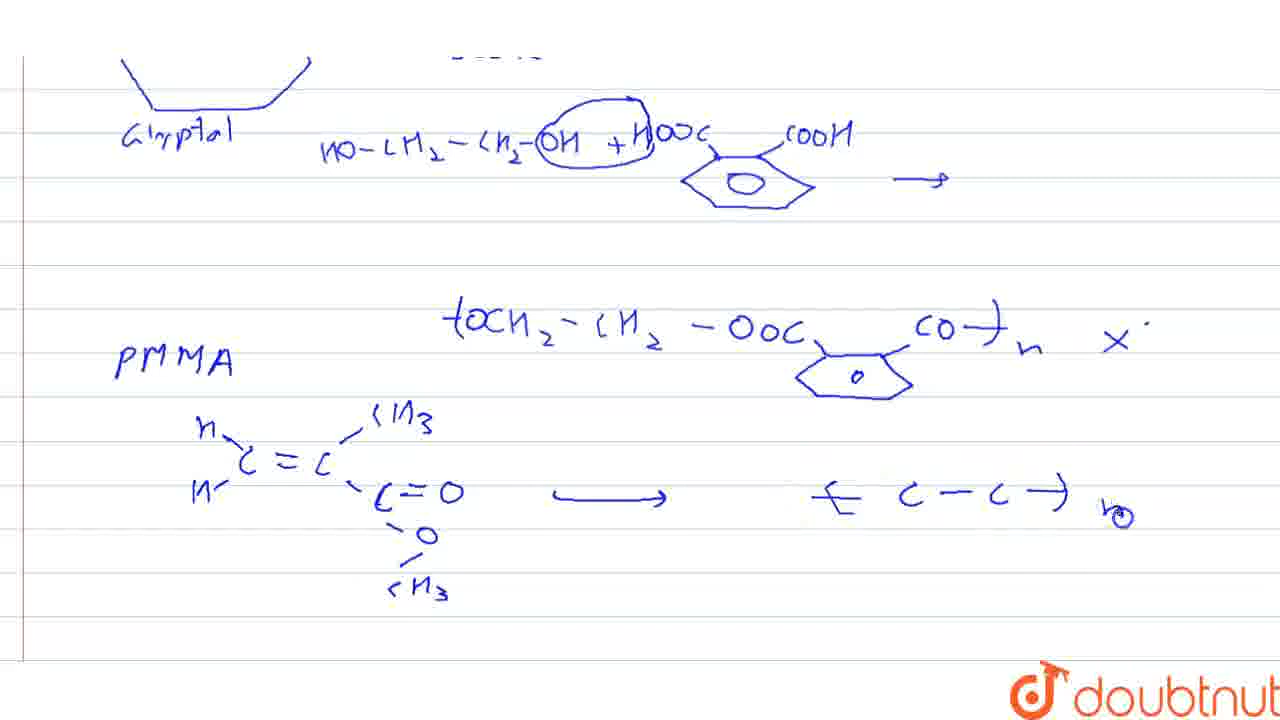 Glyptal
HO-CH2-CH2-OH + HOOC COOH →
(OCH2-CH2-OOC CO)n X
PMMA
H CH3
C=C
H C=O → ( C-C )n
O
CH3
doubtnut